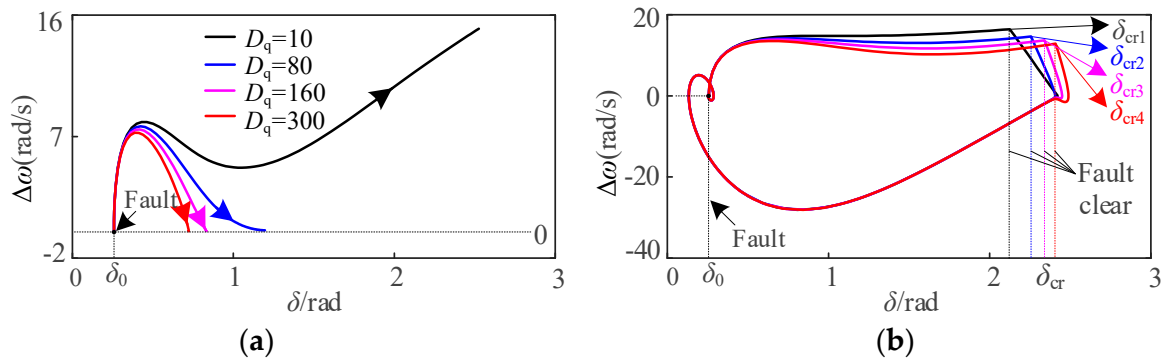 16
7
-2
Δω(rad/s)
D_q=10
D_q=80
D_q=160
D_q=300
Fault
0
0
δ₀
1
2
3
δ/rad
(a)
20
0
-20
-40
Δω(rad/s)
δ_cr1
δ_cr2
δ_cr3
δ_cr4
Fault
clear
Fault
0
δ₀
1
2
δ_cr
3
δ/rad
(b)